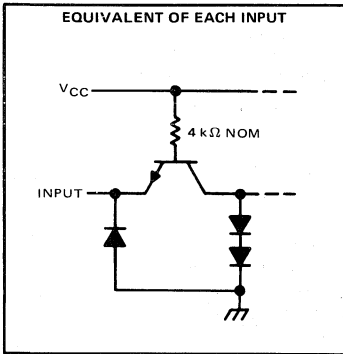 EQUIVALENT OF EACH INPUT
VCC
4 kΩ NOM
INPUT